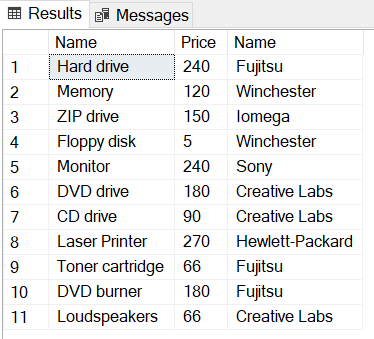 Results Messages
Name Price Name
1 Hard drive 240 Fujitsu
2 Memory 120 Winchester
3 ZIP drive 150 Iomega
4 Floppy disk 5 Winchester
5 Monitor 240 Sony
6 DVD drive 180 Creative Labs
7 CD drive 90 Creative Labs
8 Laser Printer 270 Hewlett-Packard
9 Toner cartridge 66 Fujitsu
10 DVD burner 180 Fujitsu
11 Loudspeakers 66 Creative Labs